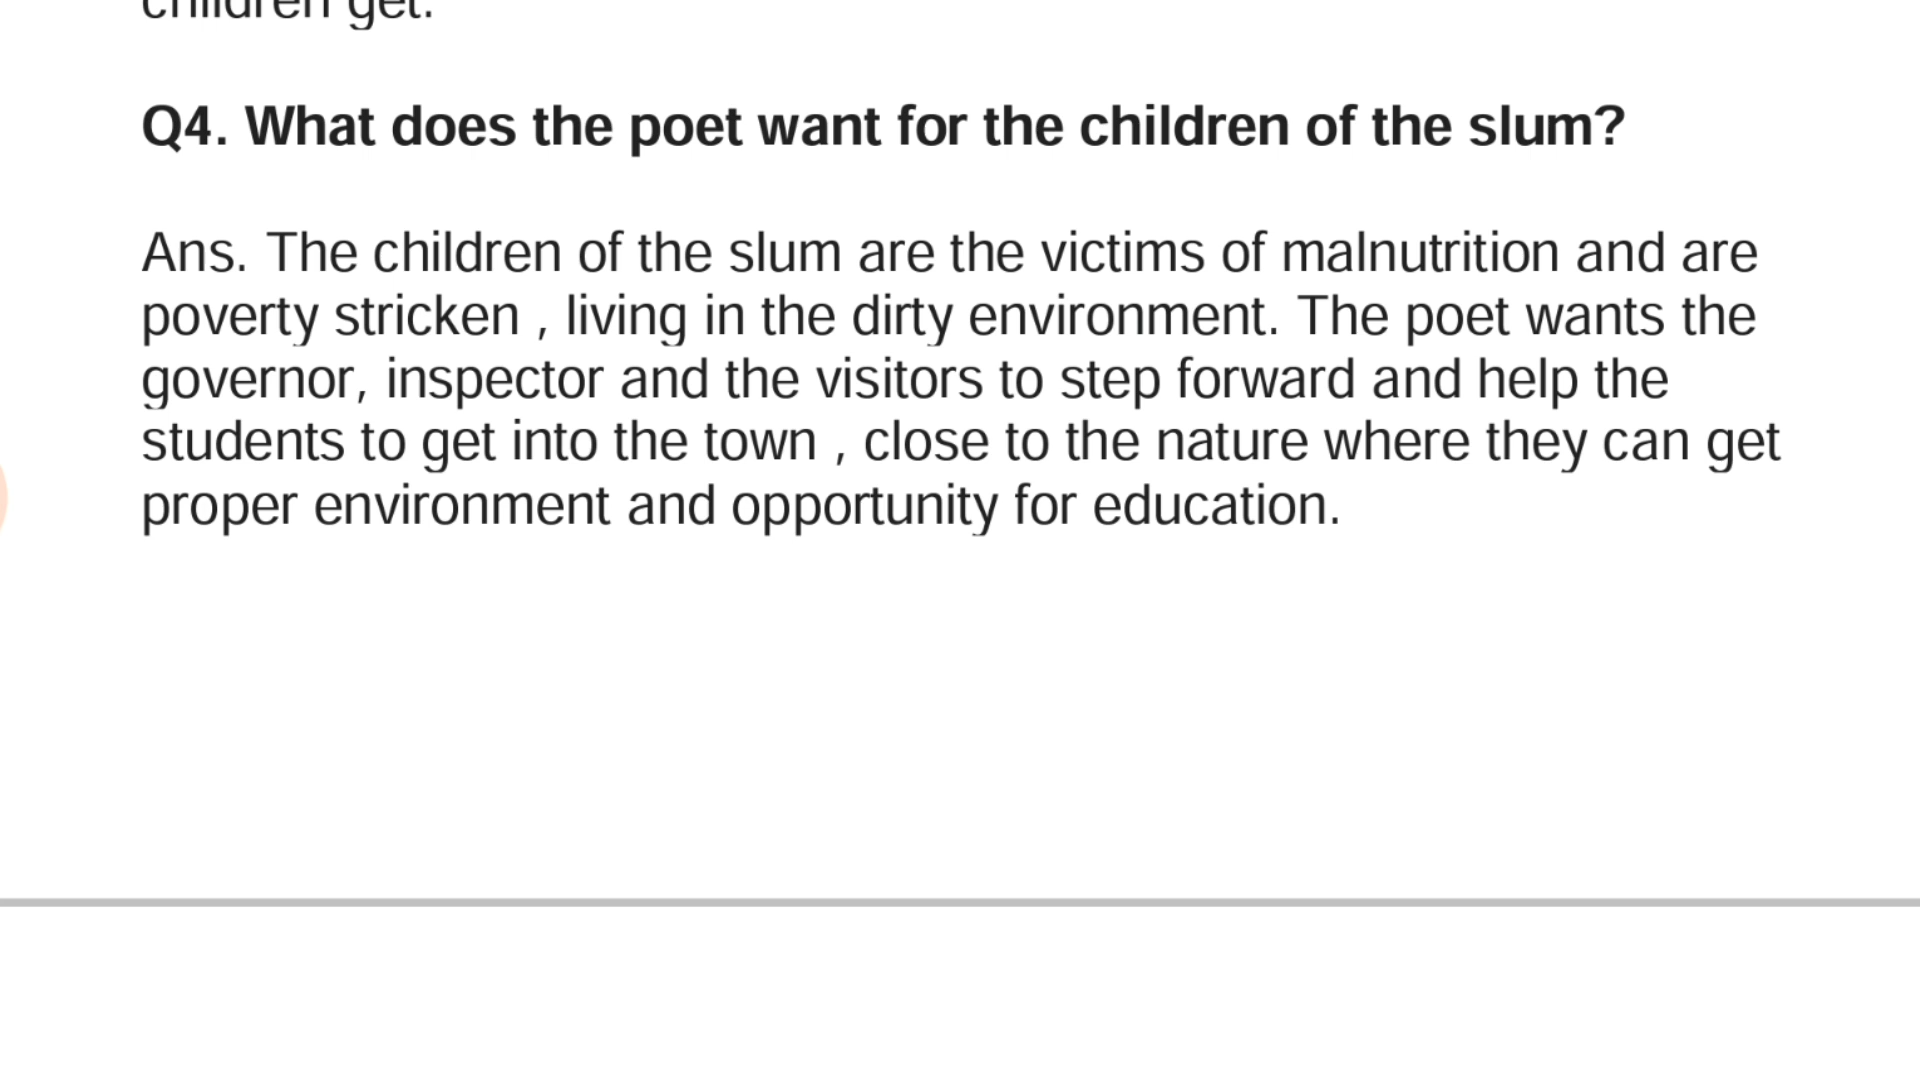 children get.
Q4. What does the poet want for the children of the slum?
Ans. The children of the slum are the victims of malnutrition and are
poverty stricken , living in the dirty environment. The poet wants the
governor, inspector and the visitors to step forward and help the
students to get into the town , close to the nature where they can get
proper environment and opportunity for education.